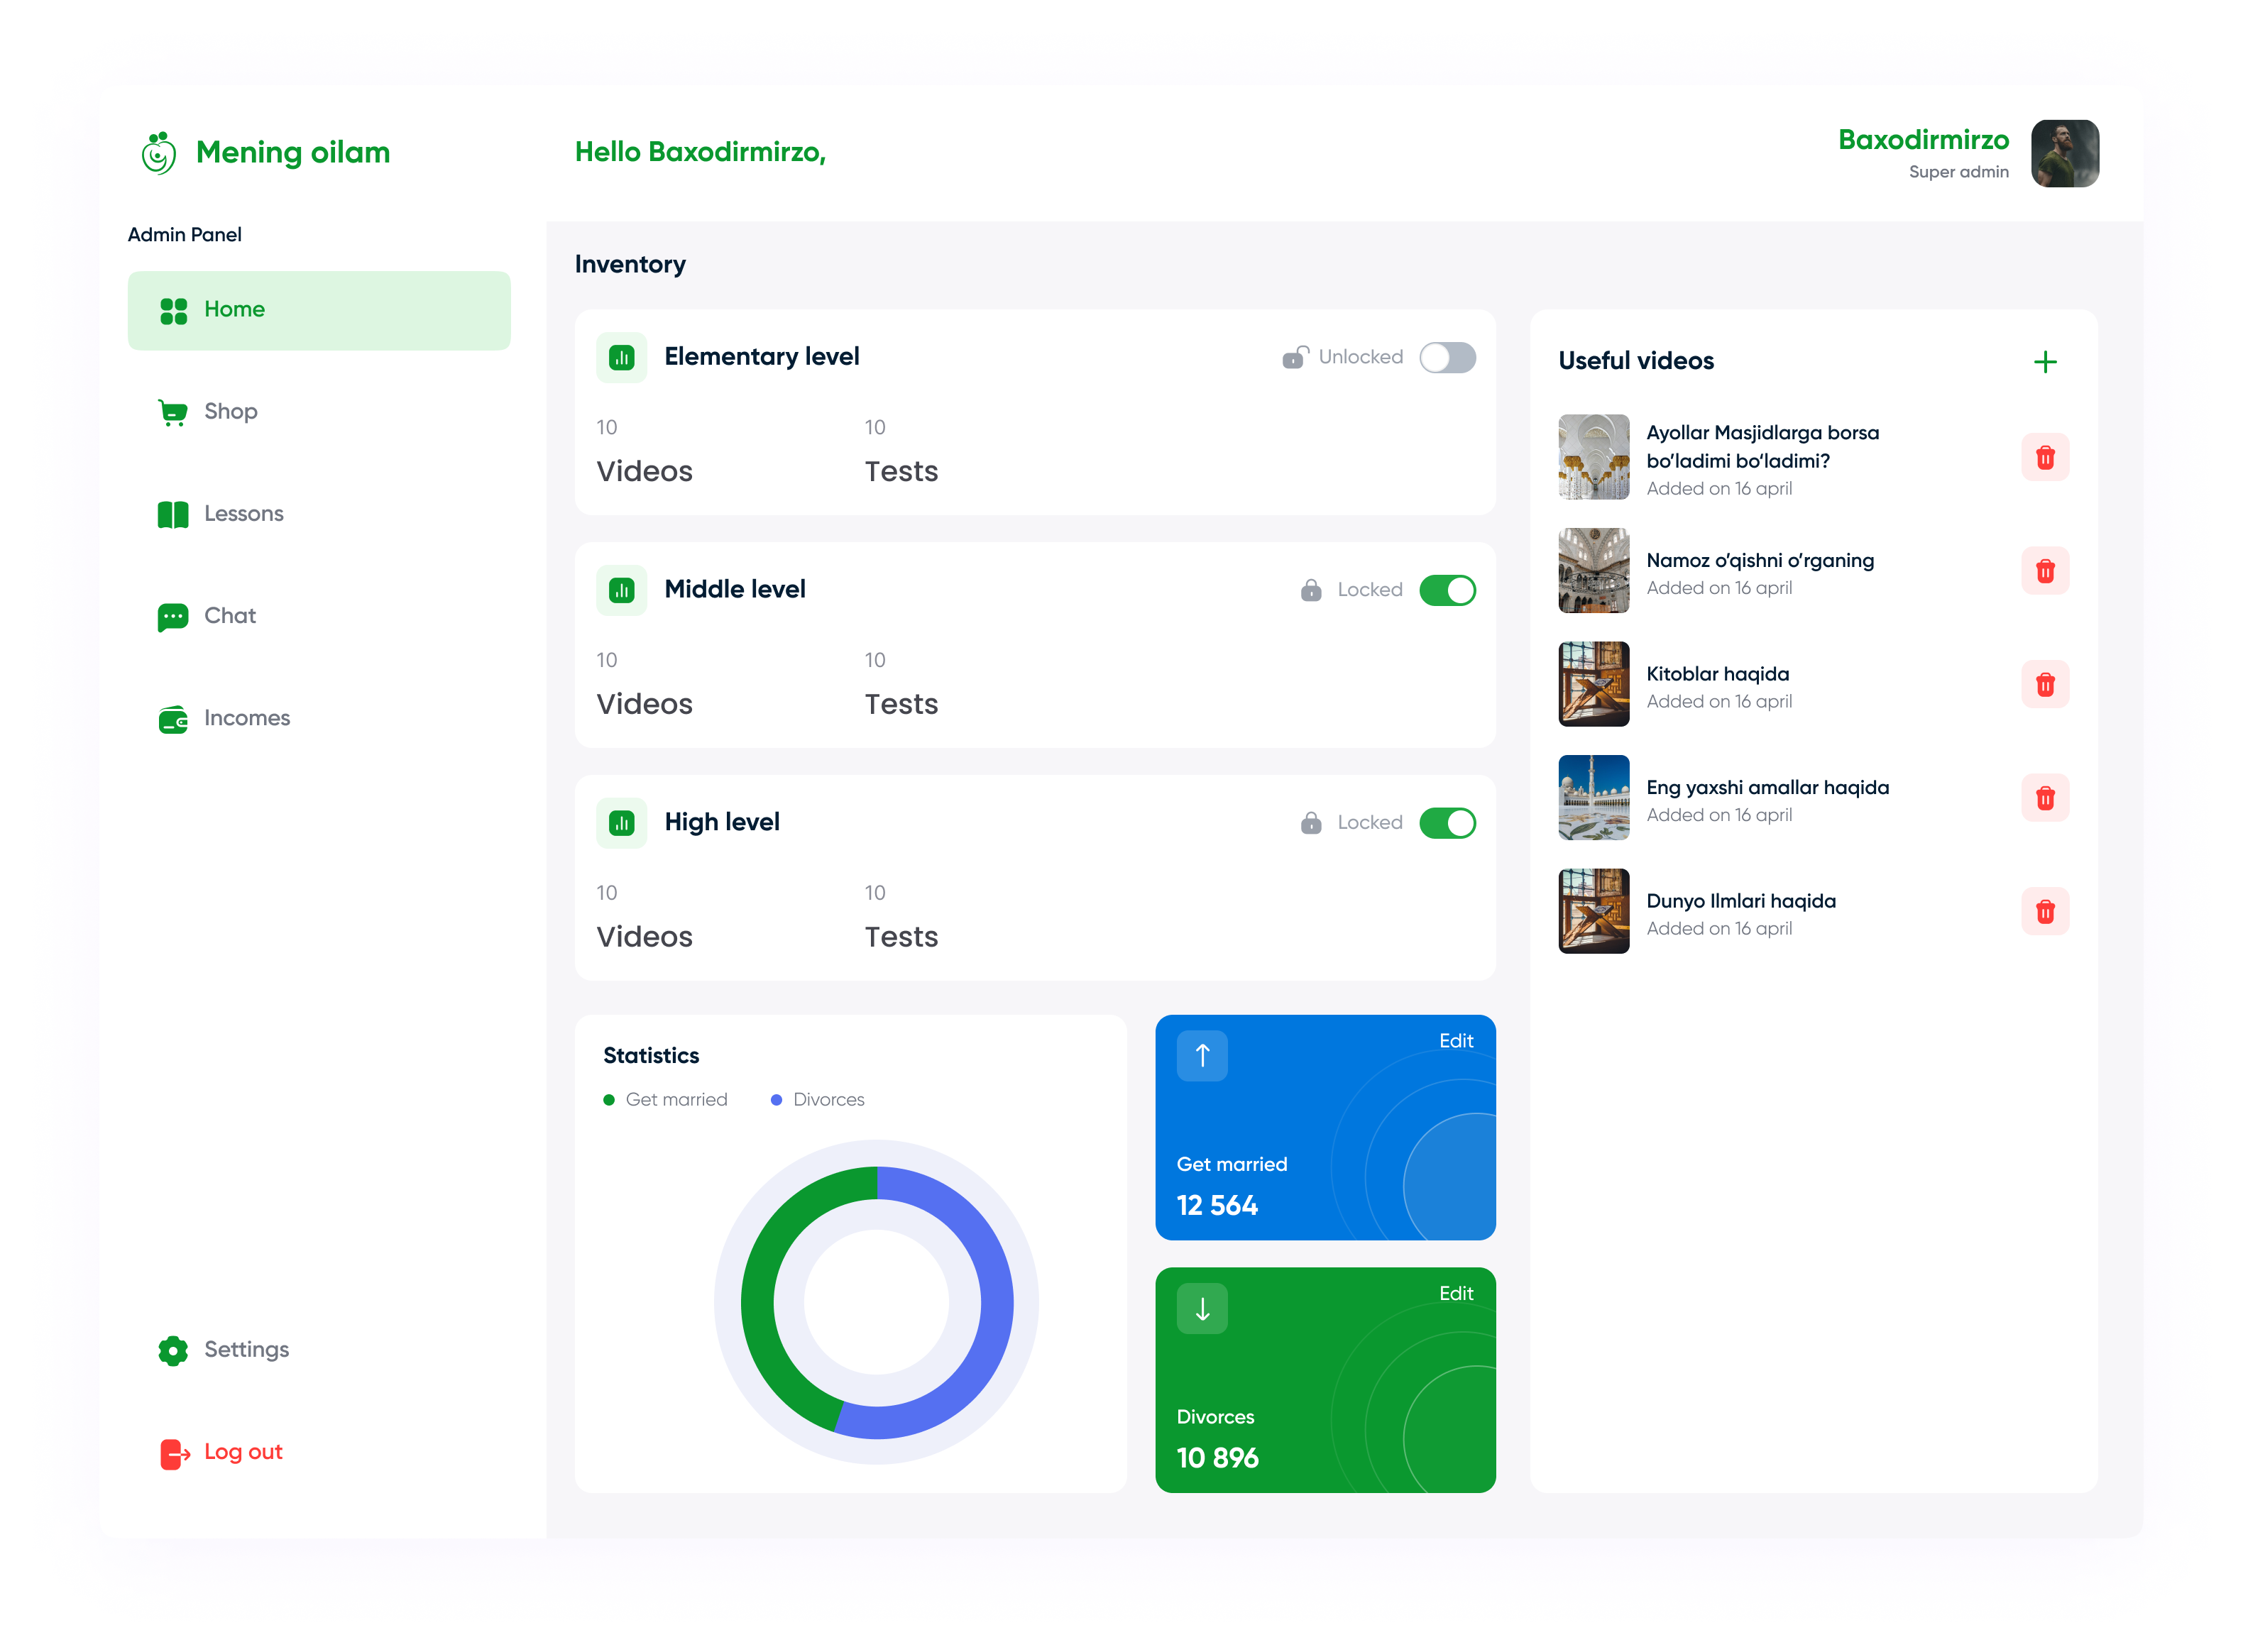 Mening oilam
Admin Panel
Home
Shop
Lessons
Chat
Incomes
Settings
Log out
Hello Baxodirmirzo,
Baxodirmirzo
Super admin
Inventory
Elementary level
Unlocked
10
10
Videos
Tests
Middle level
Locked
10
10
Videos
Tests
High level
Locked
10
10
Videos
Tests
Statistics
Get married
Divorces
Edit
Get married
12 564
Edit
Divorces
10 896
Useful videos
Ayollar Masjidlarga borsa
bo’ladimi bo‘ladimi?
Added on 16 april
Namoz o’qishni o’rganing
Added on 16 april
Kitoblar haqida
Added on 16 april
Eng yaxshi amallar haqida
Added on 16 april
Dunyo Ilmlari haqida
Added on 16 april